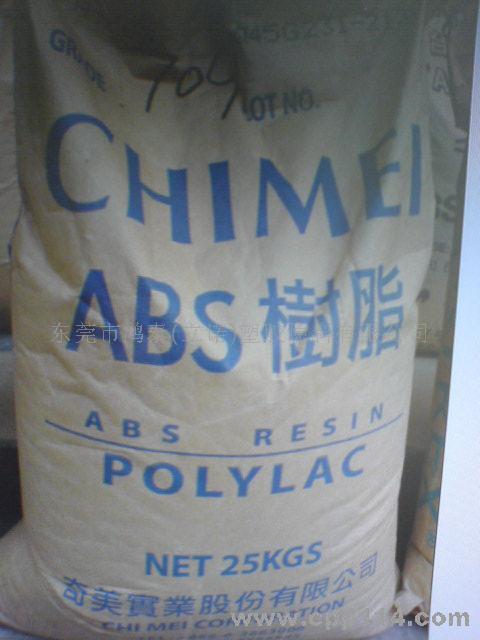 GRADE
704
LOT NO.
CHIMEI
ABS 樹脂
ABS RESIN
POLYLAC
NET 25KGS
奇美實業股份有限公司
CHI MEI CORPORATION